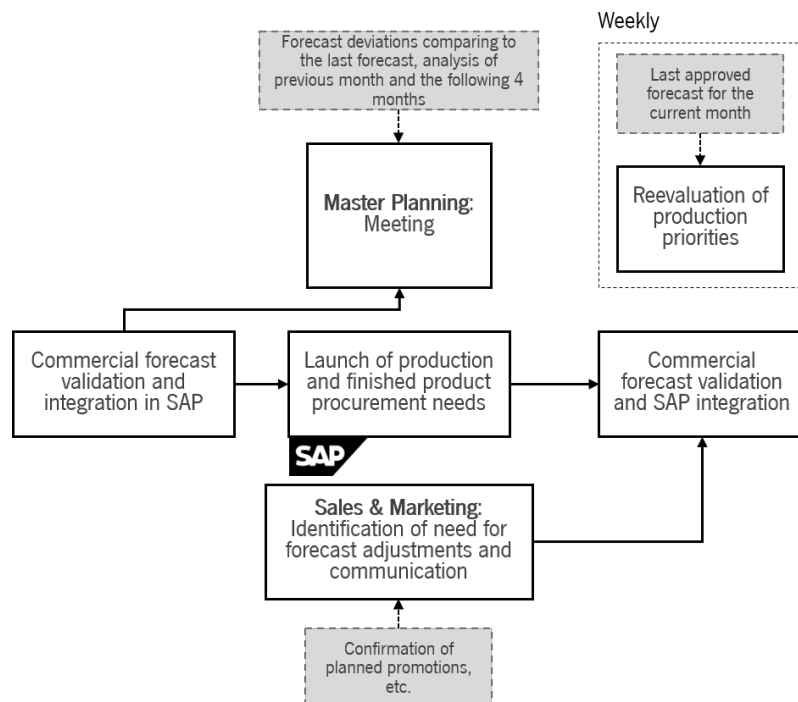 Weekly
Forecast deviations comparing to
the last forecast, analysis of
previous month and the following 4
months
Last approved
forecast for the
current month
Master Planning:
Meeting
Reevaluation of
production
priorities
Commercial forecast
validation and
integration in SAP
Launch of production
and finished product
procurement needs
Commercial
forecast validation
and SAP integration
SAP
Sales & Marketing:
Identification of need for
forecast adjustments and
communication
Confirmation of
planned promotions,
etc.